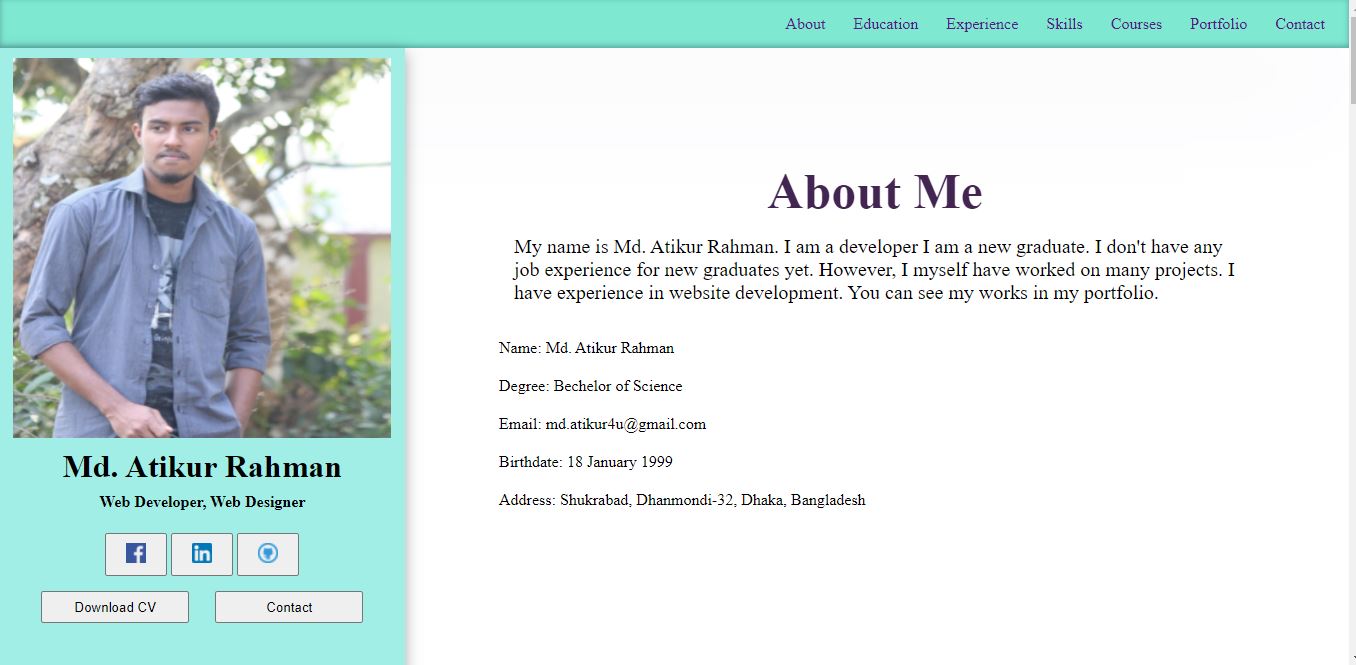 About Education Experience Skills Courses Portfolio Contact
About Me
My name is Md. Atikur Rahman. I am a developer I am a new graduate. I don't have any
job experience for new graduates yet. However, I myself have worked on many projects. I
have experience in website development. You can see my works in my portfolio.
Name: Md. Atikur Rahman
Degree: Bechelor of Science
Email: md.atikur4u@gmail.com
Birthdate: 18 January 1999
Address: Shukrabad, Dhanmondi-32, Dhaka, Bangladesh
Md. Atikur Rahman
Web Developer, Web Designer
Download CV
Contact